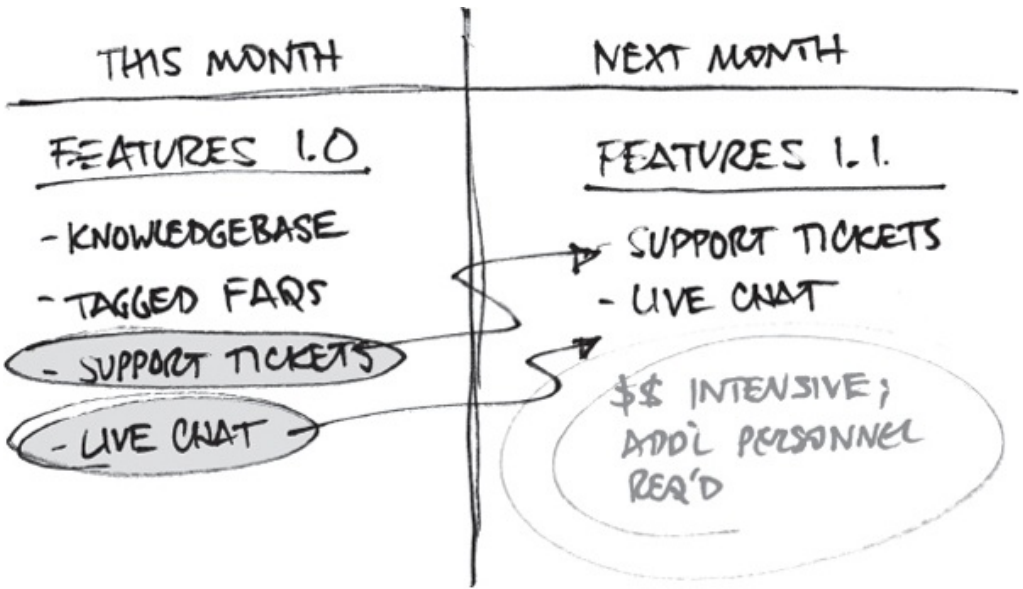 THIS MONTH
FEATURES 1.0
- KNOWLEDGEBASE
- TAGGED FAQS
- SUPPORT TICKETS
- LIVE CHAT
NEXT MONTH
FEATURES 1.1.
SUPPORT TICKETS
- LIVE CHAT
$$ INTENSIVE;
ADD'L PERSONNEL
REQ'D